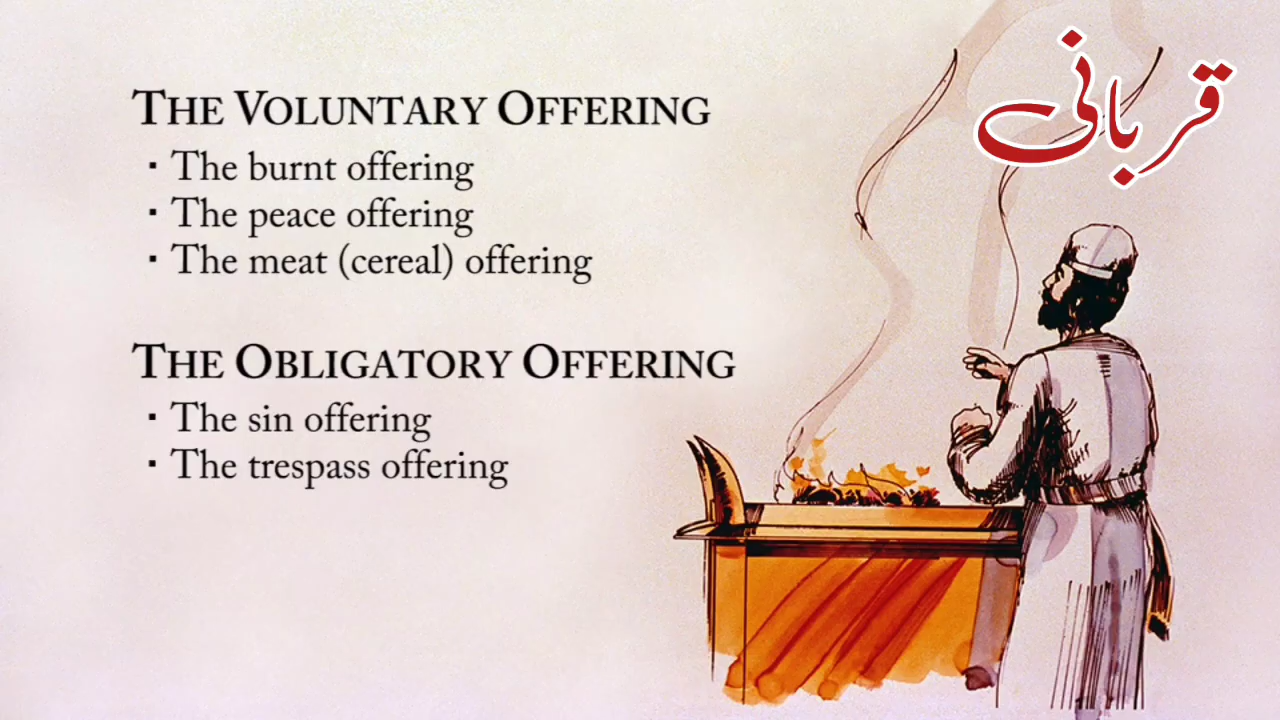 قربانی
THE VOLUNTARY OFFERING
▪ The burnt offering
▪ The peace offering
▪ The meat (cereal) offering
THE OBLIGATORY OFFERING
▪ The sin offering
▪ The trespass offering